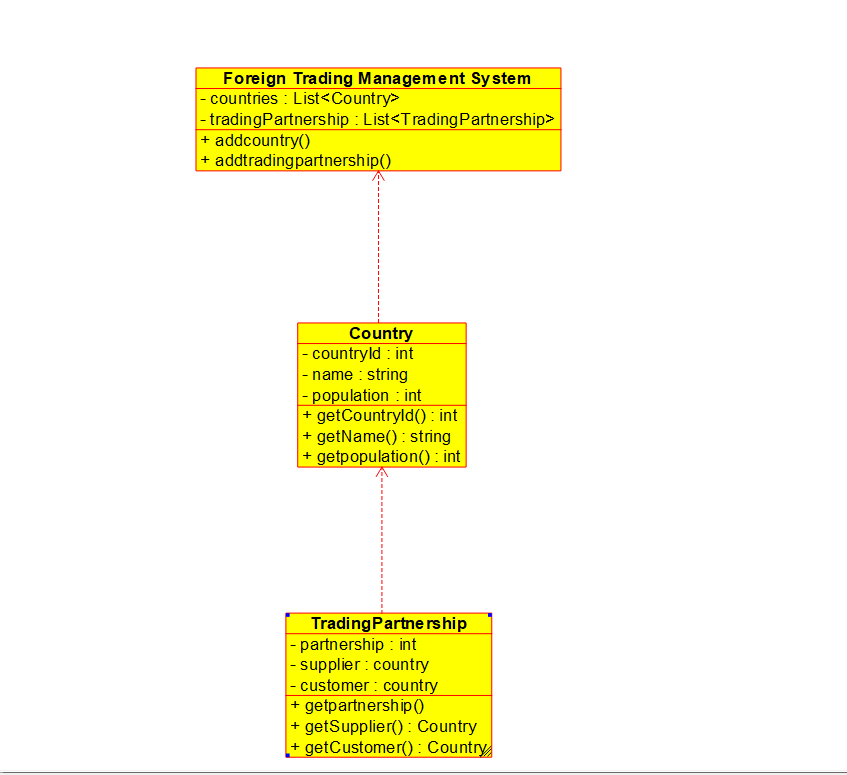 Foreign Trading Management System
- countries : List<Country>
- tradingPartnership : List<TradingPartnership>
+ addcountry()
+ addtradingpartnership()
Country
- countryId : int
- name : string
- population : int
+ getCountryId() : int
+ getName() : string
+ getpopulation() : int
TradingPartnership
- partnership : int
- supplier : country
- customer : country
+ getpartnership()
+ getSupplier() : Country
+ getCustomer() : Country